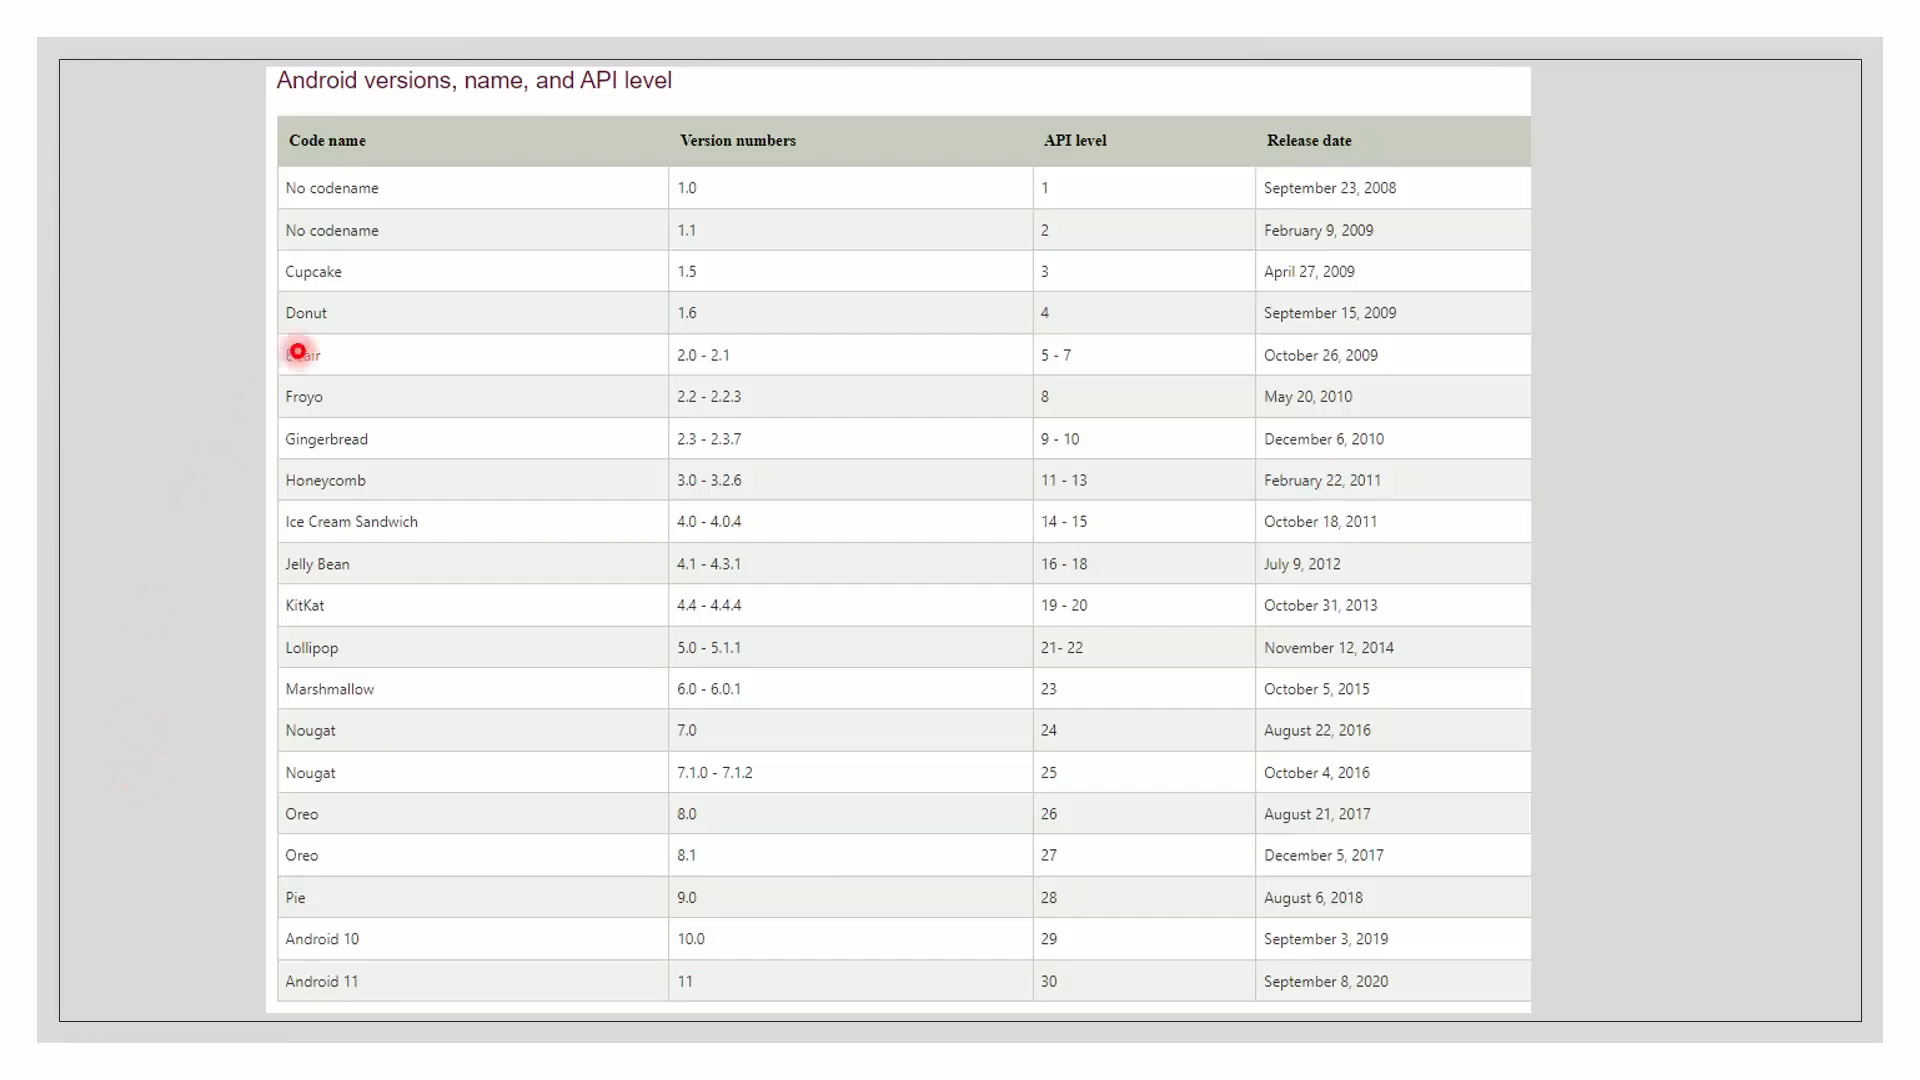 Android versions, name, and API level
Code name Version numbers API level Release date
No codename 1.0 1 September 23, 2008
No codename 1.1 2 February 9, 2009
Cupcake 1.5 3 April 27, 2009
Donut 1.6 4 September 15, 2009
2.0 - 2.1 5 - 7 October 26, 2009
Froyo 2.2 - 2.2.3 8 May 20, 2010
Gingerbread 2.3 - 2.3.7 9 - 10 December 6, 2010
Honeycomb 3.0 - 3.2.6 11 - 13 February 22, 2011
Ice Cream Sandwich 4.0 - 4.0.4 14 - 15 October 18, 2011
Jelly Bean 4.1 - 4.3.1 16 - 18 July 9, 2012
KitKat 4.4 - 4.4.4 19 - 20 October 31, 2013
Lollipop 5.0 - 5.1.1 21- 22 November 12, 2014
Marshmallow 6.0 - 6.0.1 23 October 5, 2015
Nougat 7.0 24 August 22, 2016
Nougat 7.1.0 - 7.1.2 25 October 4, 2016
Oreo 8.0 26 August 21, 2017
Oreo 8.1 27 December 5, 2017
Pie 9.0 28 August 6, 2018
Android 10 10.0 29 September 3, 2019
Android 11 11 30 September 8, 2020